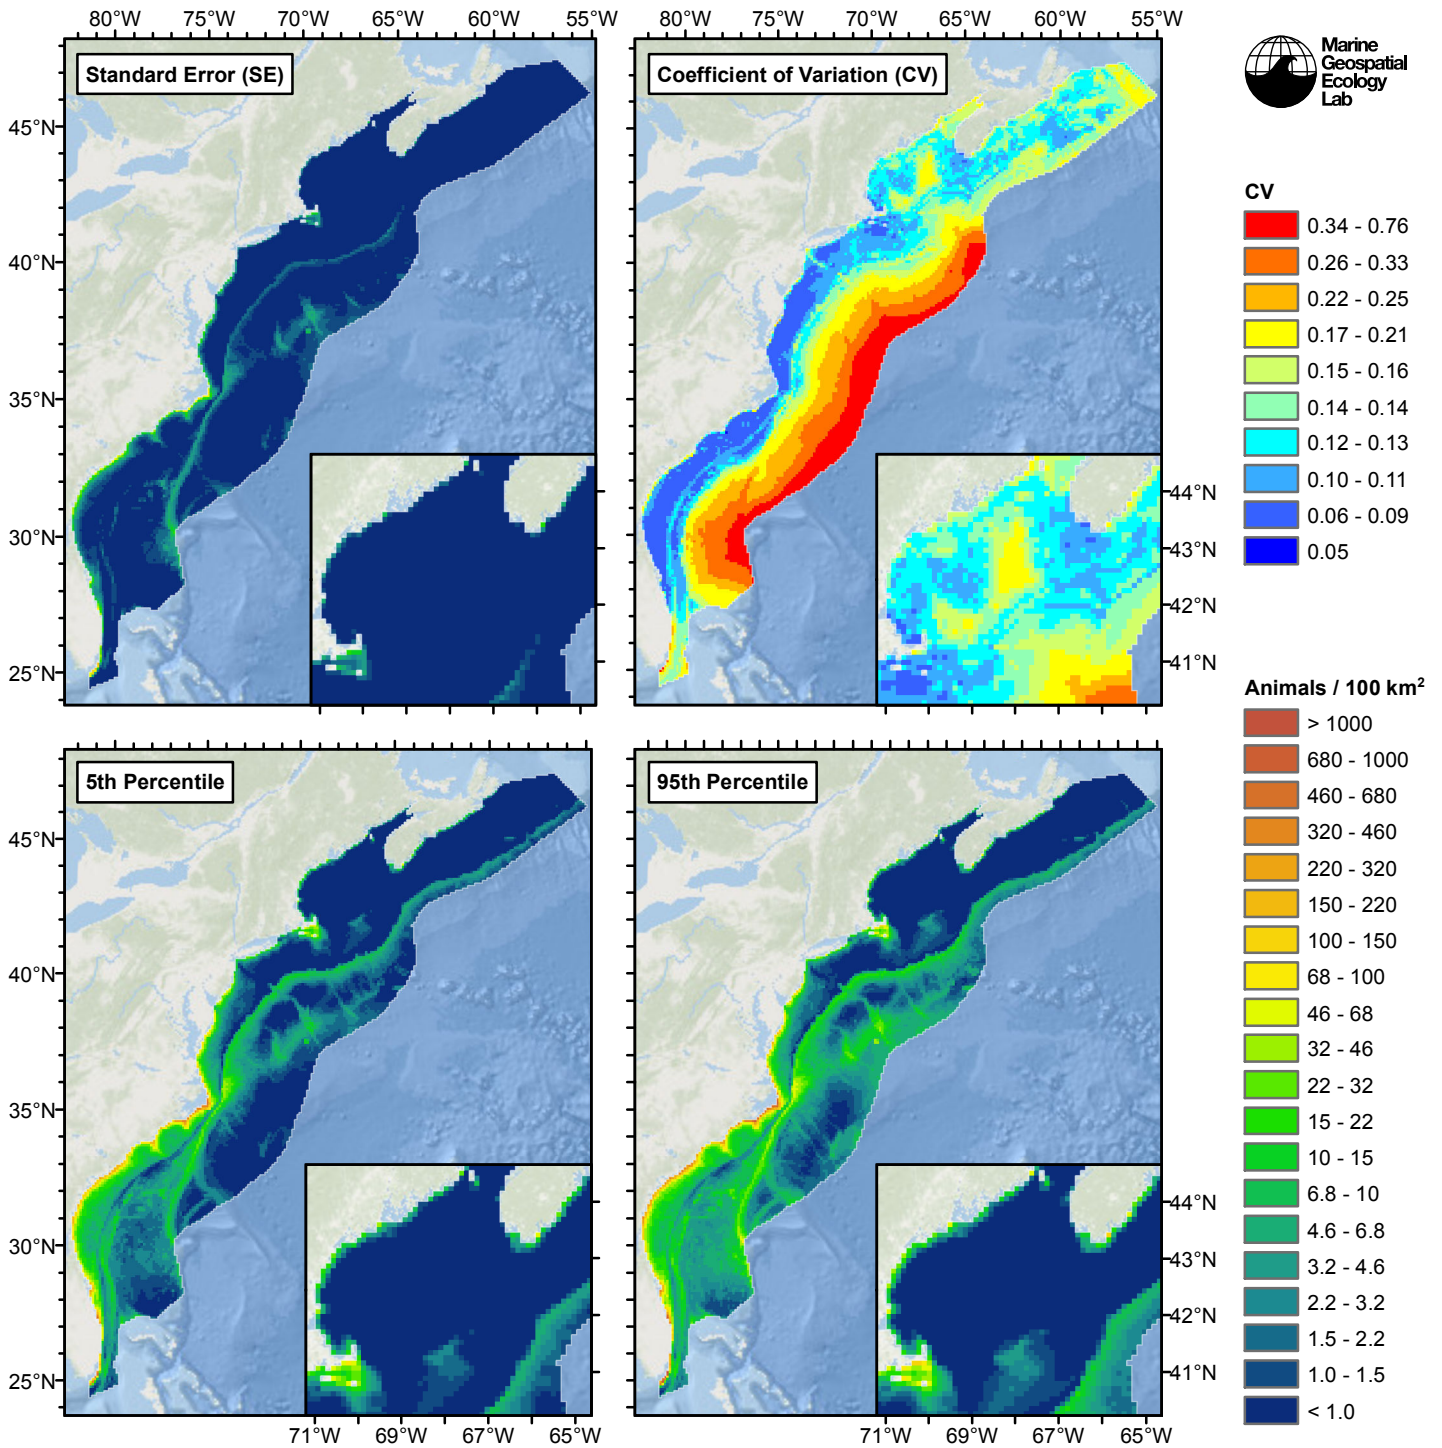 80°W 75°W 70°W 65°W 60°W 55°W
80°W 75°W 70°W 65°W 60°W 55°W
Standard Error (SE)
Coefficient of Variation (CV)
Marine
Geospatial
Ecology
Lab
45°N
40°N
35°N
30°N
25°N
44°N
43°N
42°N
41°N
CV
0.34 - 0.76
0.26 - 0.33
0.22 - 0.25
0.17 - 0.21
0.15 - 0.16
0.14 - 0.14
0.12 - 0.13
0.10 - 0.11
0.06 - 0.09
0.05
5th Percentile
95th Percentile
45°N
40°N
35°N
30°N
25°N
44°N
43°N
42°N
41°N
71°W 69°W 67°W 65°W
71°W 69°W 67°W 65°W
Animals / 100 km²
> 1000
680 - 1000
460 - 680
320 - 460
220 - 320
150 - 220
100 - 150
68 - 100
46 - 68
32 - 46
22 - 32
15 - 22
10 - 15
6.8 - 10
4.6 - 6.8
3.2 - 4.6
2.2 - 3.2
1.5 - 2.2
1.0 - 1.5
< 1.0